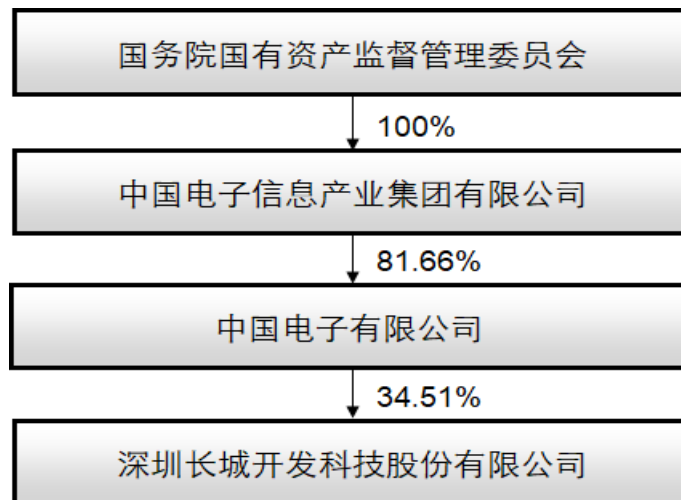 国务院国有资产监督管理委员会
100%
中国电子信息产业集团有限公司
81.66%
中国电子有限公司
34.51%
深圳长城开发科技股份有限公司